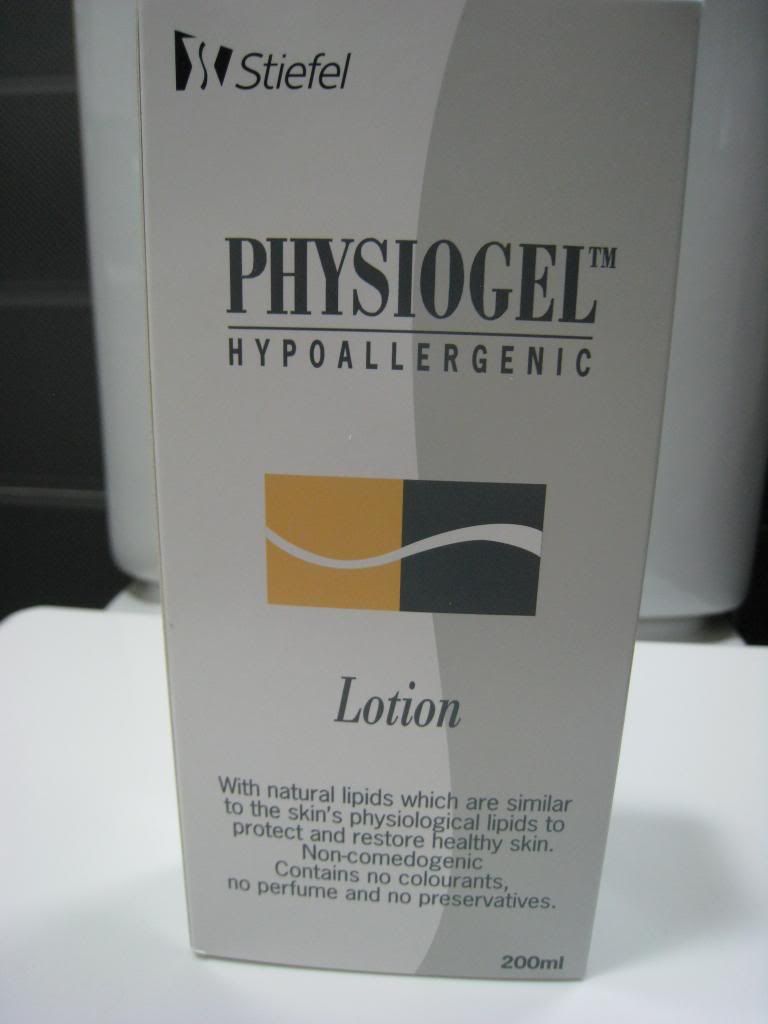 Stiefel
PHYSIOGEL™
HYPOALLERGENIC
Lotion
With natural lipids which are similar
to the skin's physiological lipids to
protect and restore healthy skin.
Non-comedogenic
Contains no colourants,
no perfume and no preservatives.
200ml